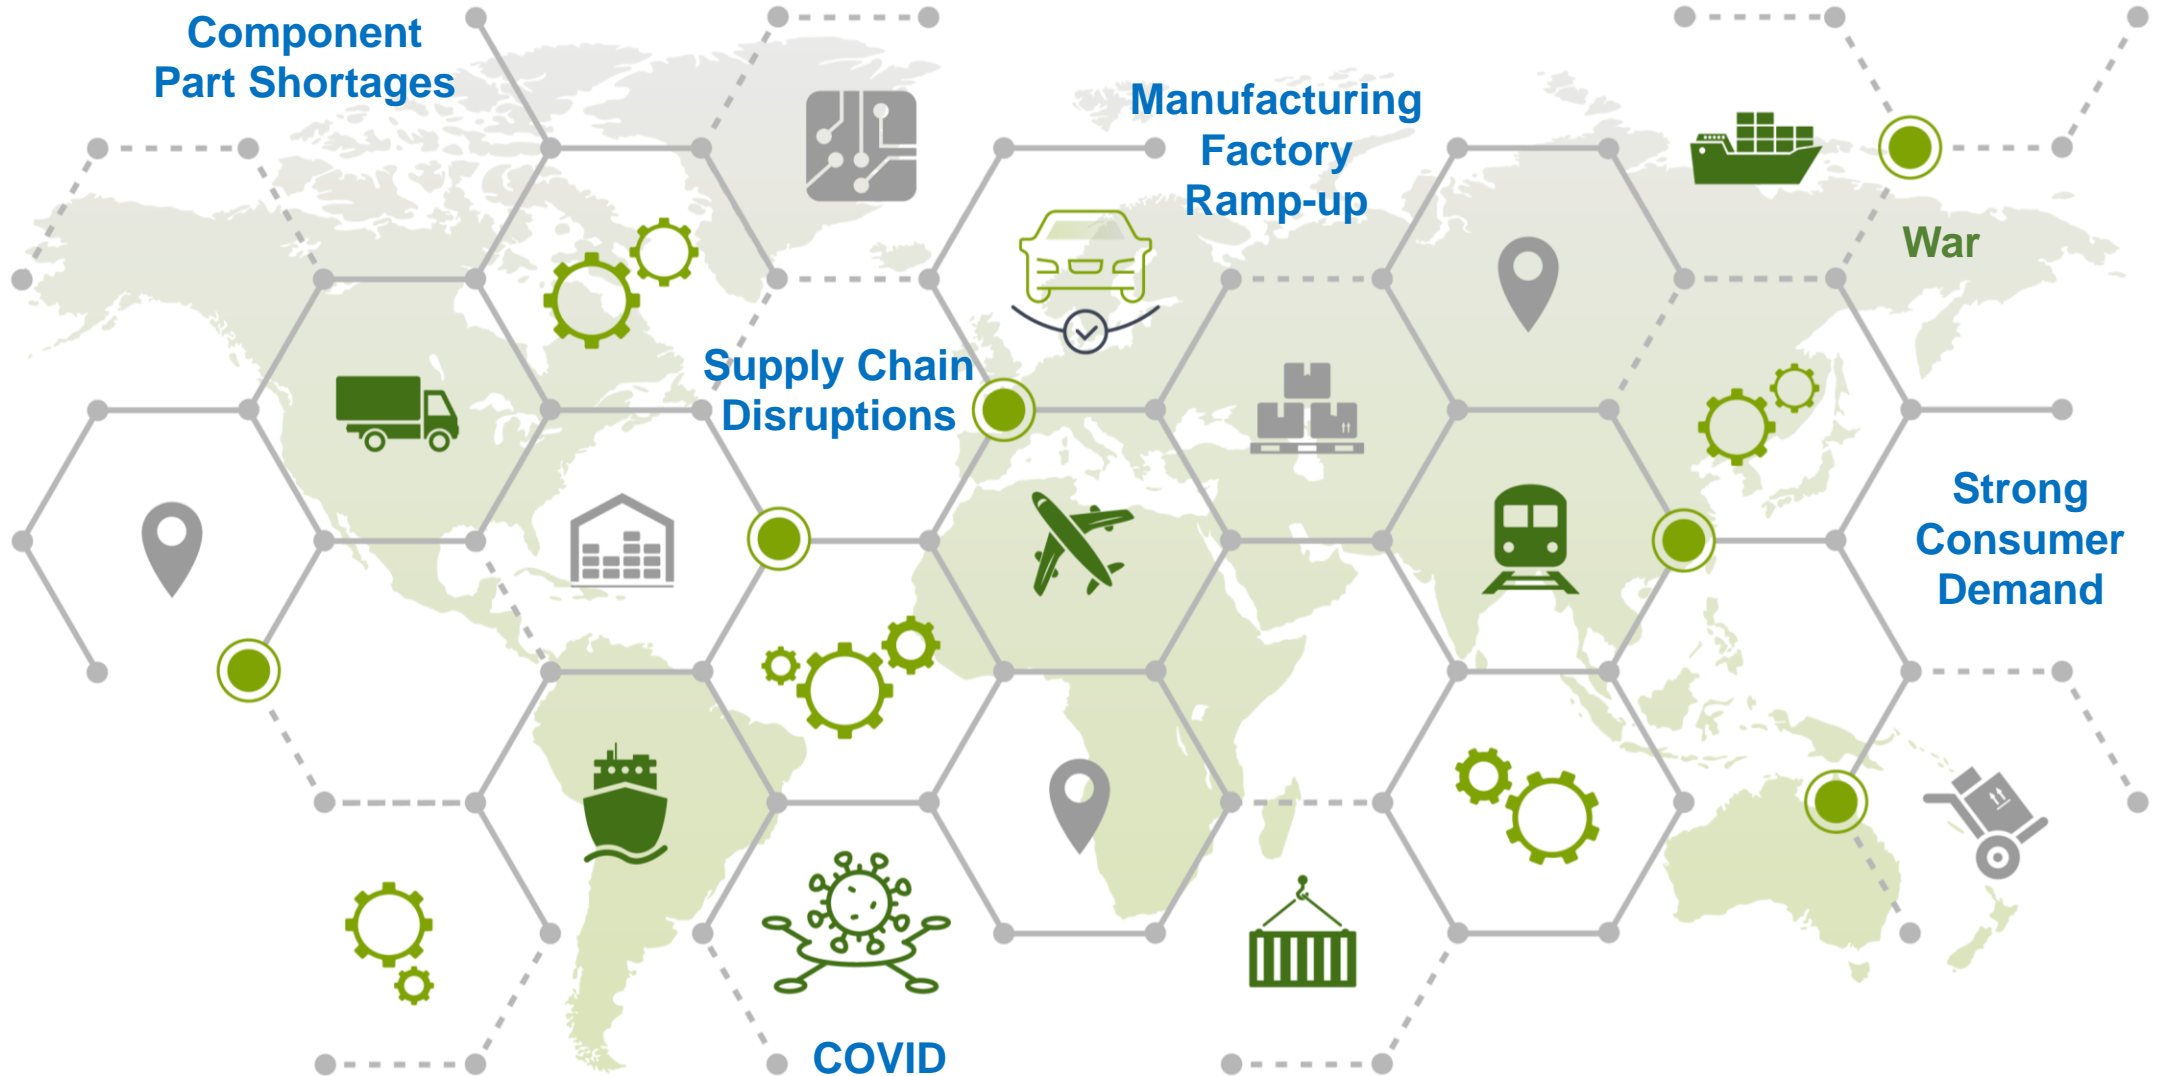 Component
Part Shortages
Manufacturing
Factory
Ramp-up
War
Supply Chain
Disruptions
Strong
Consumer
Demand
COVID